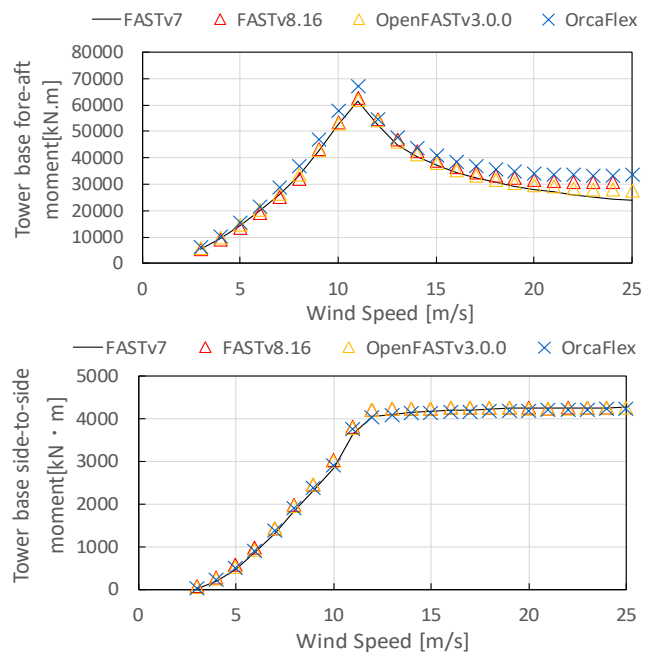 FASTv7 FASTv8.16 OpenFASTv3.0.0 OrcaFlex
Tower base fore-aft
moment[kN.m]
80000
70000
60000
50000
40000
30000
20000
10000
0
0 5 10 15 20 25
Wind Speed [m/s]
FASTv7 FASTv8.16 OpenFASTv3.0.0 OrcaFlex
Tower base side-to-side
moment[kN・m]
5000
4000
3000
2000
1000
0
0 5 10 15 20 25
Wind Speed [m/s]